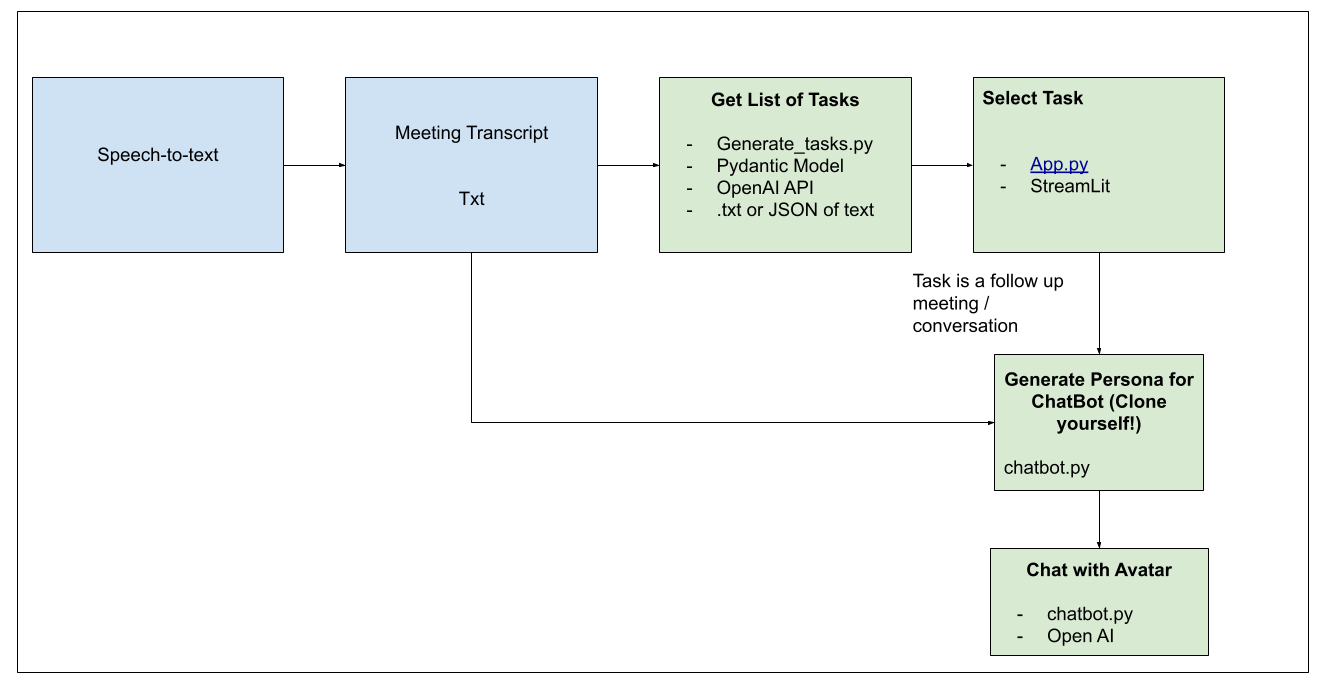 Speech-to-text
Meeting Transcript
Txt
Get List of Tasks
- Generate_tasks.py
- Pydantic Model
- OpenAI API
- .txt or JSON of text
Select Task
- App.py
- StreamLit
Task is a follow up
meeting /
conversation
Generate Persona for
ChatBot (Clone
yourself!)
chatbot.py
Chat with Avatar
- chatbot.py
- Open AI